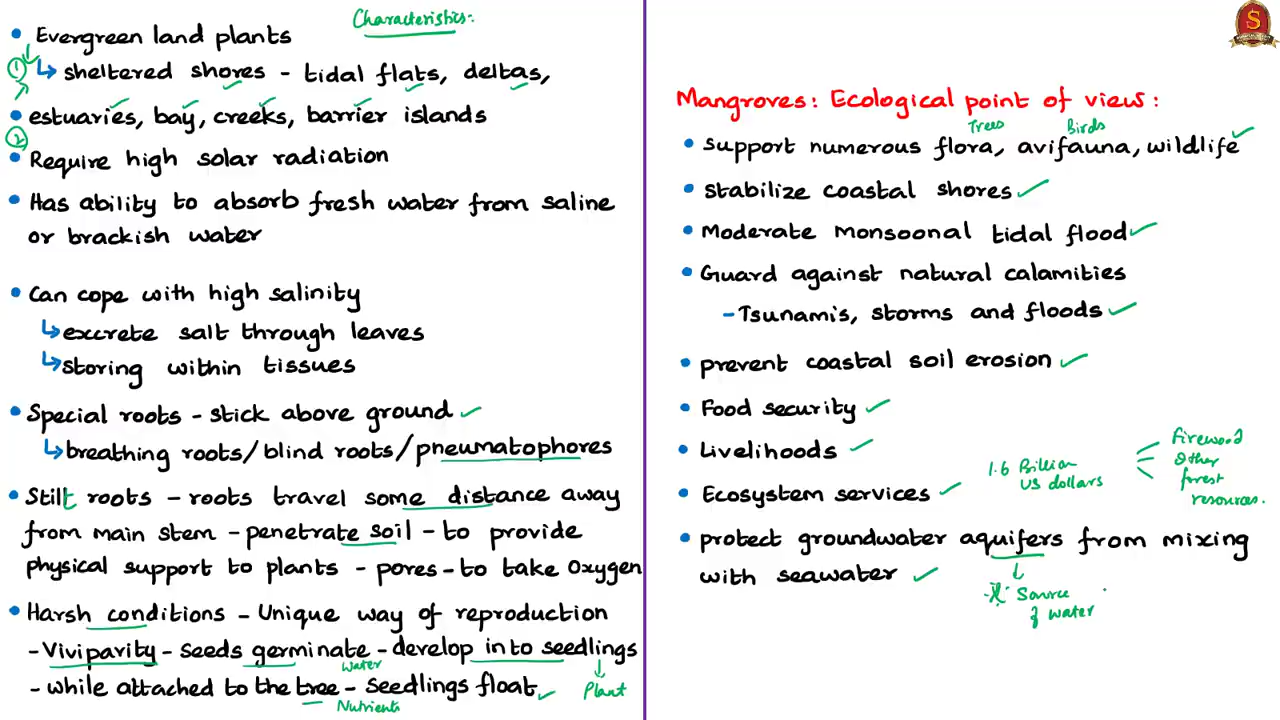 Characteristics:
• Evergreen land plants
① ↳ sheltered shores - tidal flats, deltas,
• estuaries, bay, creeks, barrier islands
②
• Require high solar radiation
• Has ability to absorb fresh water from saline
or brackish water
• Can cope with high salinity
↳ excrete salt through leaves
↳ storing within tissues
• Special roots - stick above ground
↳ breathing roots/blind roots/pneumatophores
• Stilt roots - roots travel some distance away
from main stem - penetrate soil - to provide
physical support to plants - pores - to take Oxygen
• Harsh conditions - Unique way of reproduction
- Viviparity - seeds germinate - develop in to seedlings
Water
- while attached to the tree - seedlings float
Plant
Nutrients
S
Mangroves: Ecological point of view:
Trees Birds
• Support numerous flora, avifauna, wildlife
• Stabilize coastal shores
• Moderate monsoonal tidal flood
• Guard against natural calamities
- Tsunamis, storms and floods
• prevent coastal soil erosion
• Food security
• Livelihoods
• Ecosystem services
1.6 Billion
US dollars
Firewood
Other
forest
resources.
• protect groundwater aquifers from mixing
with seawater
Source
of water